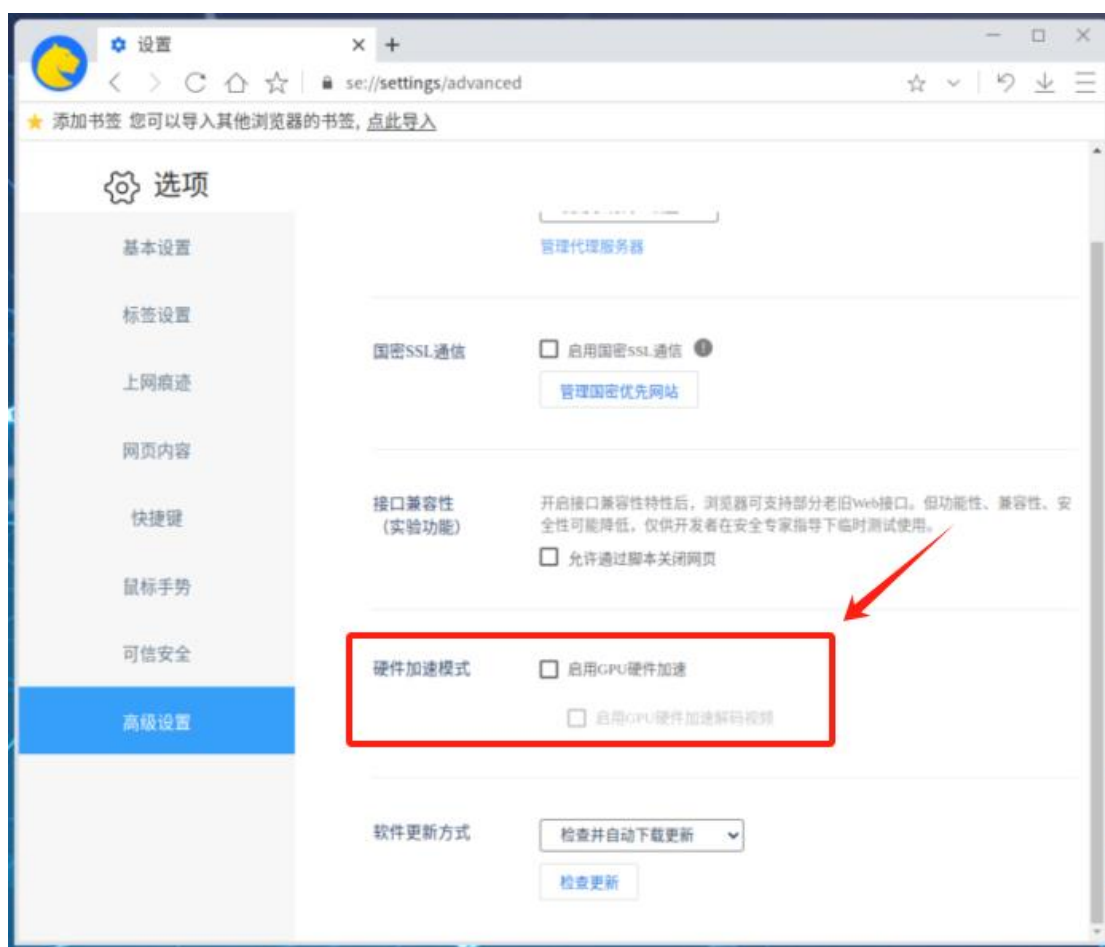 设置
se://settings/advanced
添加书签 您可以导入其他浏览器的书签, 点此导入
选项
基本设置
标签设置
上网痕迹
网页内容
快捷键
鼠标手势
可信安全
高级设置
管理代理服务器
国密SSL通信
启用国密SSL通信
管理国密优先网站
接口兼容性
（实验功能）
开启接口兼容性特性后，浏览器可支持部分老旧Web接口。但功能性、兼容性、安
全性可能降低，仅供开发者在安全专家指导下临时测试使用。
允许通过脚本关闭网页
硬件加速模式
启用GPU硬件加速
启用GPU硬件加速解码视频
软件更新方式
检查并自动下载更新
检查更新